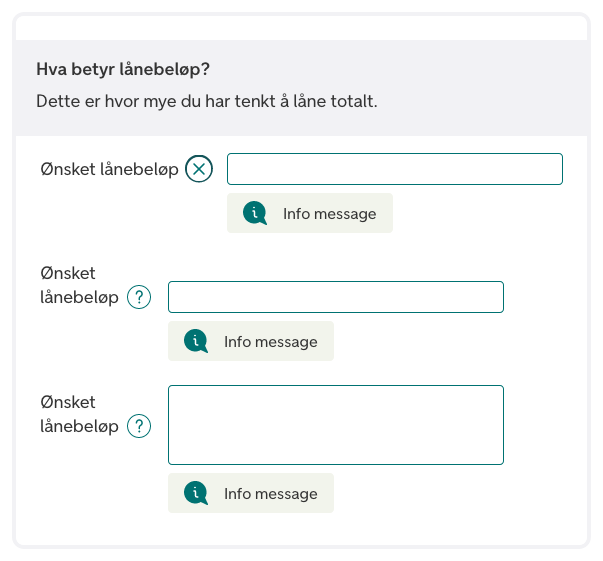 Hva betyr lånebeløp?
Dette er hvor mye du har tenkt å låne totalt.
Ønsket lånebeløp
Info message
Ønsket
lånebeløp ?
Info message
Ønsket
lånebeløp ?
Info message